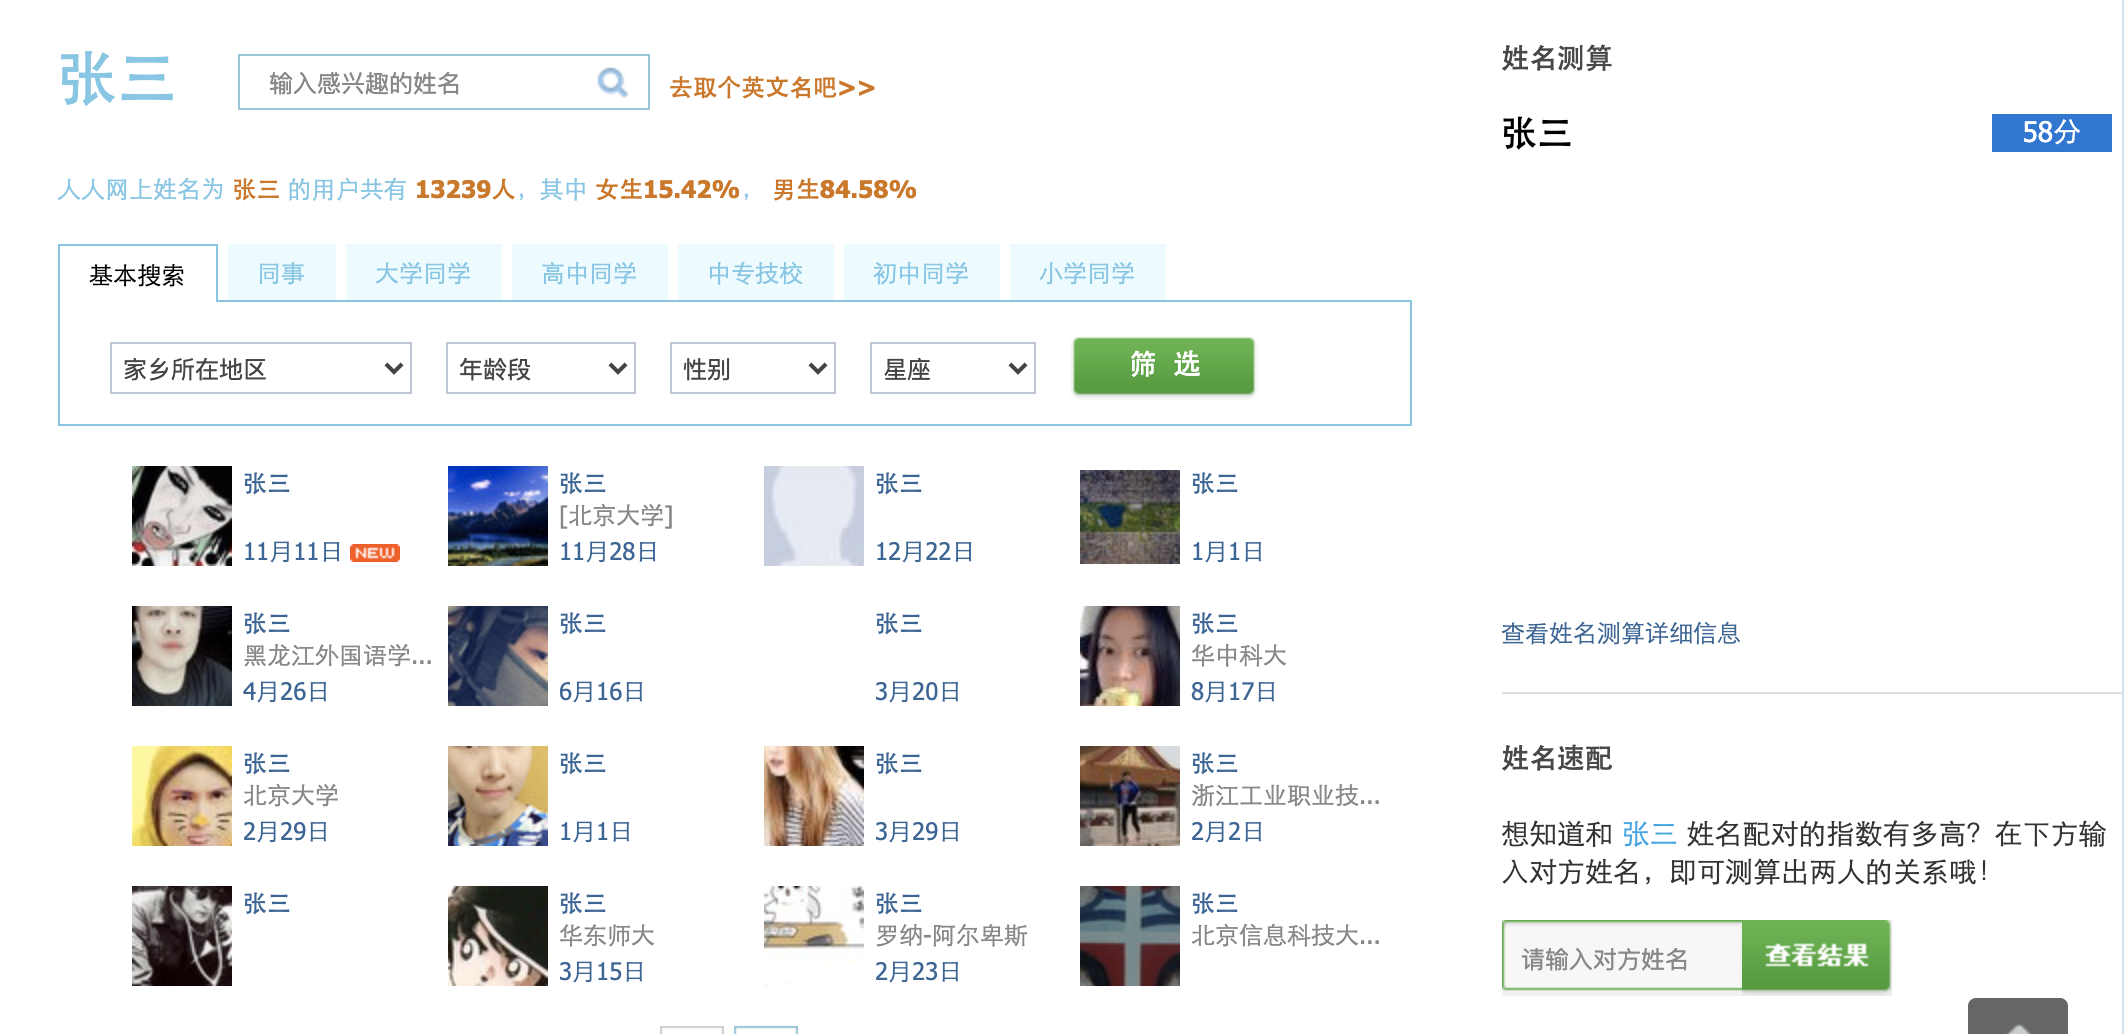 张三
输入感兴趣的姓名
去取个英文名吧>>
人人网上姓名为 张三 的用户共有 13239人，其中 女生15.42%， 男生84.58%
基本搜索
同事
大学同学
高中同学
中专技校
初中同学
小学同学
家乡所在地区
年龄段
性别
星座
筛 选
张三
11月11日 NEW
张三
[北京大学]
11月28日
张三
12月22日
张三
1月1日
张三
黑龙江外国语学...
4月26日
张三
6月16日
张三
3月20日
张三
华中科大
8月17日
张三
北京大学
2月29日
张三
1月1日
张三
3月29日
张三
浙江工业职业技...
2月2日
张三
张三
华东师大
3月15日
张三
罗纳-阿尔卑斯
2月23日
张三
北京信息科技大...
姓名测算
张三
58分
查看姓名测算详细信息
姓名速配
想知道和 张三 姓名配对的指数有多高？在下方输
入对方姓名，即可测算出两人的关系哦！
请输入对方姓名
查看结果